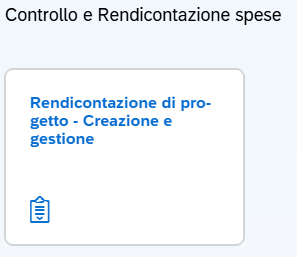 Controllo e Rendicontazione spese
Rendicontazione di pro-
getto - Creazione e
gestione